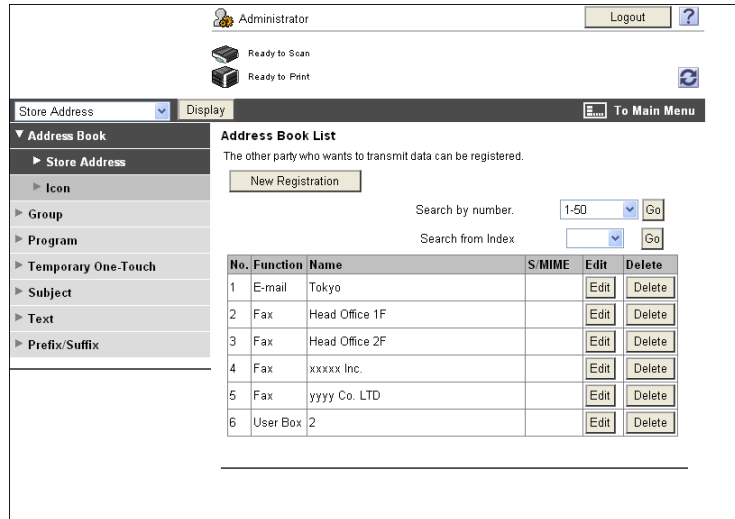 Administrator
Logout
?
Ready to Scan
Ready to Print
Store Address
Display
To Main Menu
Address Book
Store Address
Icon
Group
Program
Temporary One-Touch
Subject
Text
Prefix/Suffix
Address Book List
The other party who wants to transmit data can be registered.
New Registration
Search by number. 1-50 Go
Search from Index Go
No. Function Name S/MIME Edit Delete
1 E-mail Tokyo Edit Delete
2 Fax Head Office 1F Edit Delete
3 Fax Head Office 2F Edit Delete
4 Fax xxxxx Inc. Edit Delete
5 Fax yyyy Co. LTD Edit Delete
6 User Box 2 Edit Delete